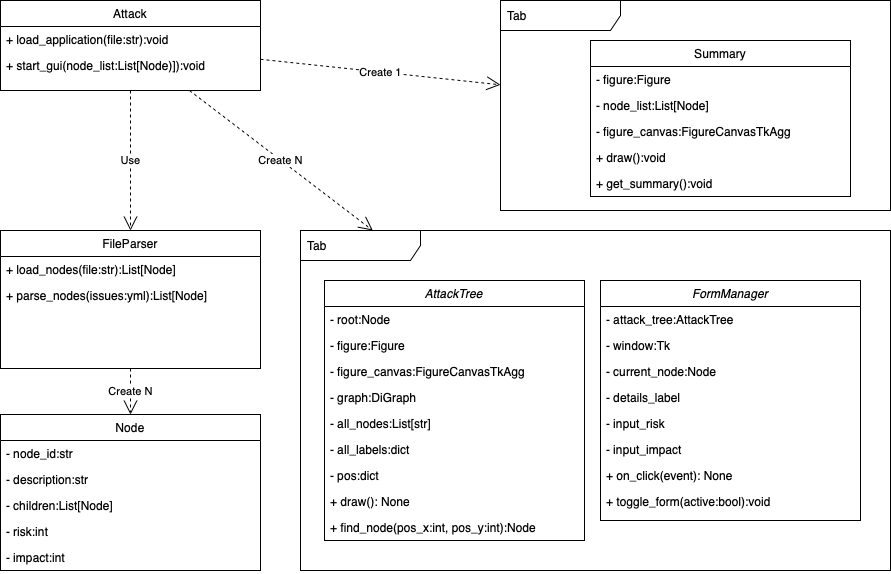 Attack
+ load_application(file:str):void
+ start_gui(node_list:List[Node)]):void
Create 1
Tab
Summary
- figure:Figure
- node_list:List[Node]
- figure_canvas:FigureCanvasTkAgg
+ draw():void
+ get_summary():void
Use
Create N
FileParser
+ load_nodes(file:str):List[Node]
+ parse_nodes(issues:yml):List[Node]
Create N
Node
- node_id:str
- description:str
- children:List[Node]
- risk:int
- impact:int
Tab
AttackTree
- root:Node
- figure:Figure
- figure_canvas:FigureCanvasTkAgg
- graph:DiGraph
- all_nodes:List[str]
- all_labels:dict
- pos:dict
+ draw(): None
+ find_node(pos_x:int, pos_y:int):Node
FormManager
- attack_tree:AttackTree
- window:Tk
- current_node:Node
- details_label
- input_risk
- input_impact
+ on_click(event): None
+ toggle_form(active:bool):void